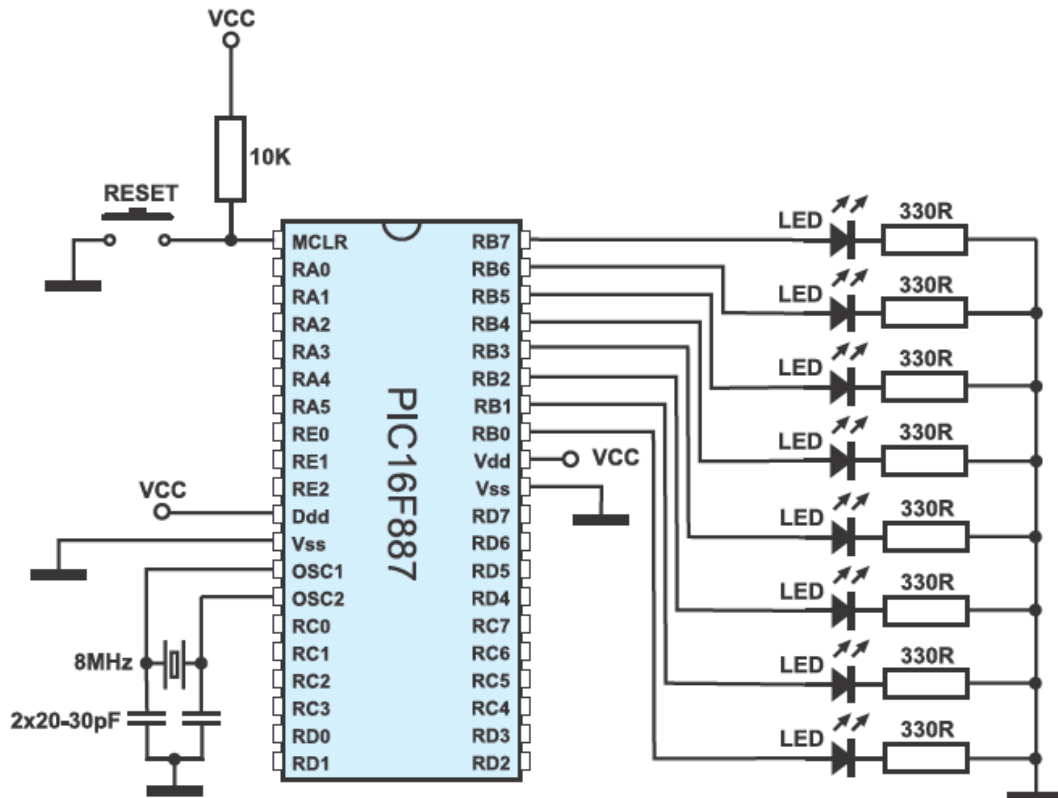 VCC
10K
RESET
MCLR
RA0
RA1
RA2
RA3
RA4
RA5
RE0
RE1
RE2
Ddd
Vss
OSC1
OSC2
RC0
RC1
RC2
RC3
RD0
RD1
PIC16F887
RB7
RB6
RB5
RB4
RB3
RB2
RB1
RB0
Vdd
Vss
RD7
RD6
RD5
RD4
RC7
RC6
RC5
RC4
RD3
RD2
VCC
VCC
8MHz
2x20-30pF
LED 330R
LED 330R
LED 330R
LED 330R
LED 330R
LED 330R
LED 330R
LED 330R